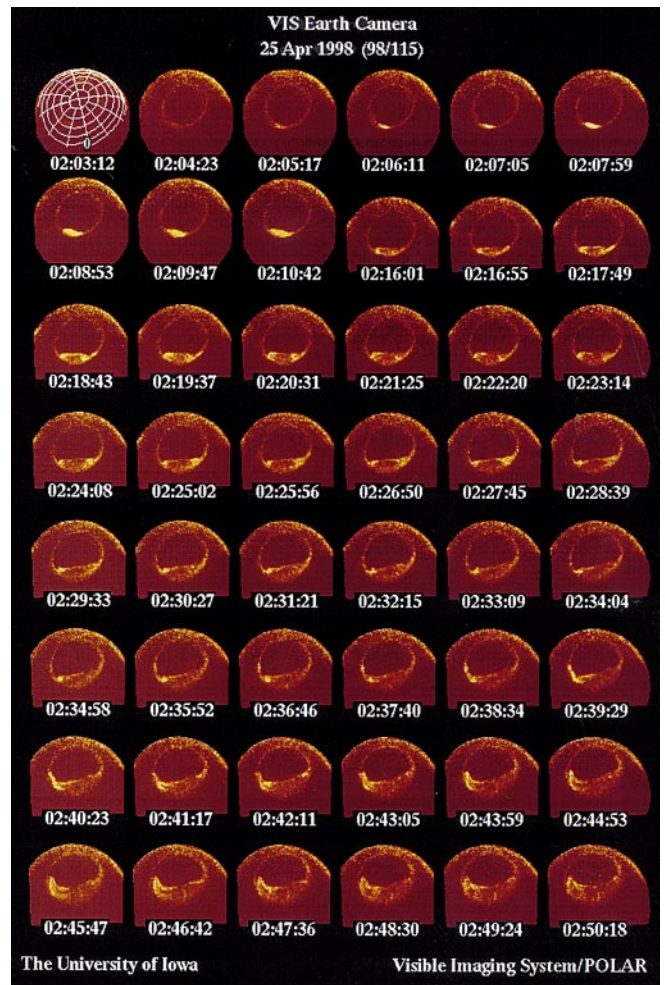 VIS Earth Camera
25 Apr 1998 (98/115)
0
02:03:12 02:04:23 02:05:17 02:06:11 02:07:05 02:07:59
02:08:53 02:09:47 02:10:42 02:16:01 02:16:55 02:17:49
02:18:43 02:19:37 02:20:31 02:21:25 02:22:20 02:23:14
02:24:08 02:25:02 02:25:56 02:26:50 02:27:45 02:28:39
02:29:33 02:30:27 02:31:21 02:32:15 02:33:09 02:34:04
02:34:58 02:35:52 02:36:46 02:37:40 02:38:34 02:39:29
02:40:23 02:41:17 02:42:11 02:43:05 02:43:59 02:44:53
02:45:47 02:46:42 02:47:36 02:48:30 02:49:24 02:50:18
The University of Iowa Visible Imaging System/POLAR